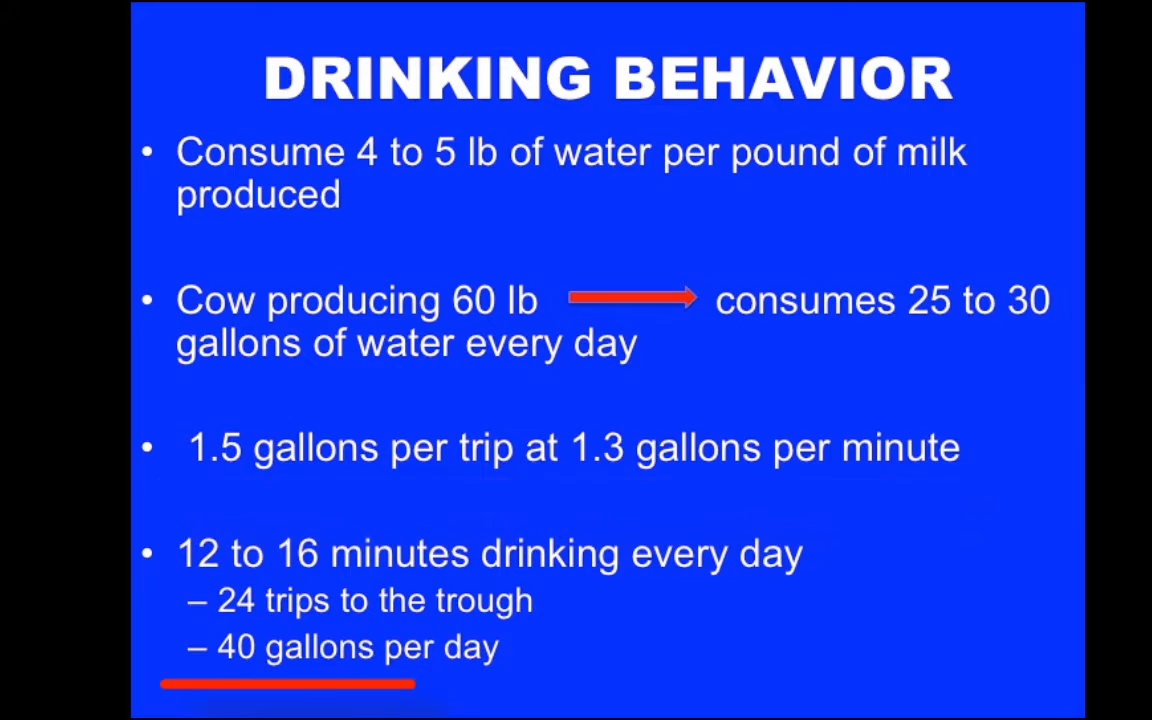 DRINKING BEHAVIOR
• Consume 4 to 5 lb of water per pound of milk
produced
• Cow producing 60 lb consumes 25 to 30
gallons of water every day
• 1.5 gallons per trip at 1.3 gallons per minute
• 12 to 16 minutes drinking every day
– 24 trips to the trough
– 40 gallons per day